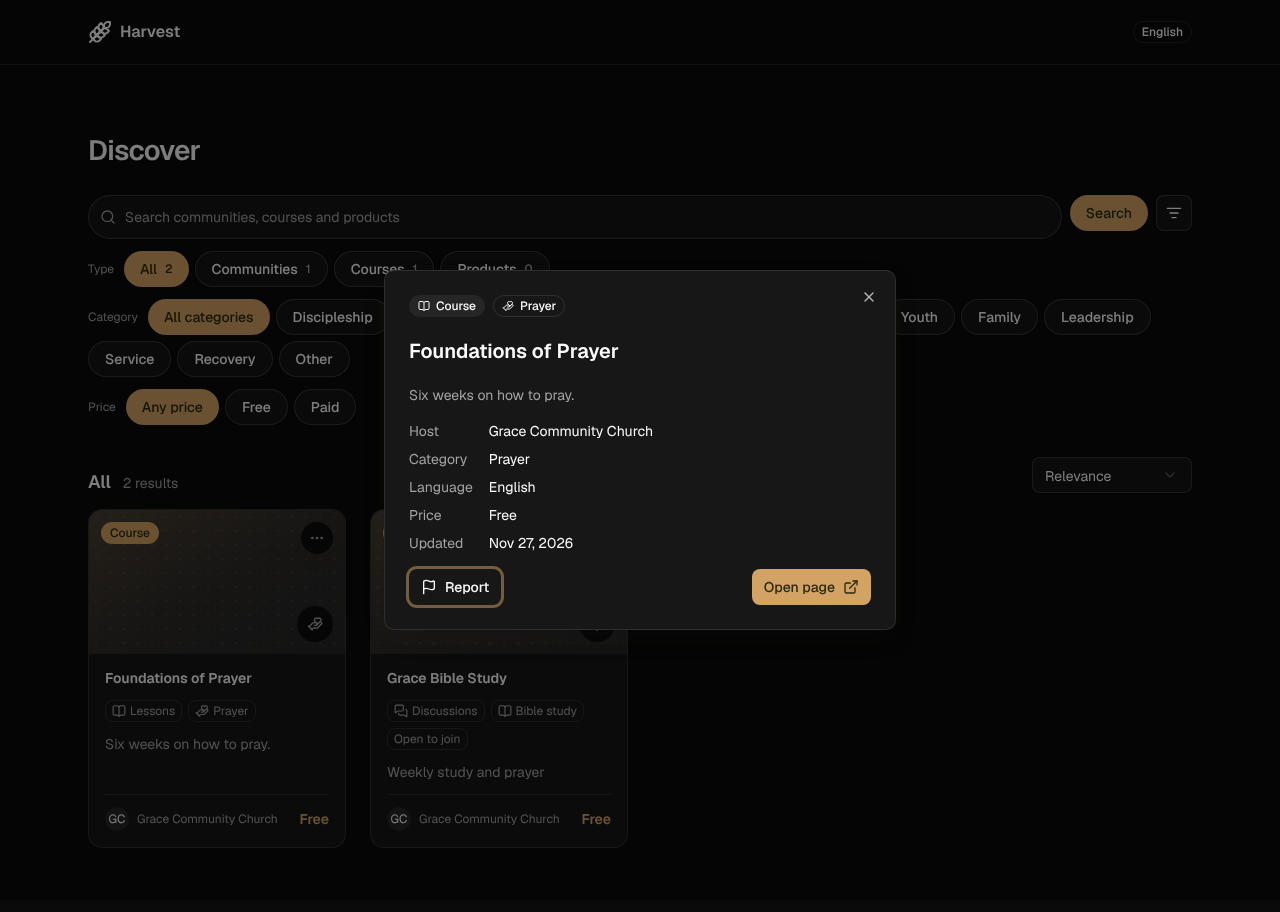 Harvest
English
Discover
Search communities, courses and products
Search
Type
All 2
Communities 1
Courses 1
Products 0
Category
All categories
Discipleship
Youth
Family
Leadership
Service
Recovery
Other
Price
Any price
Free
Paid
All 2 results
Relevance
Course
Prayer
Foundations of Prayer
Six weeks on how to pray.
Host Grace Community Church
Category Prayer
Language English
Price Free
Updated Nov 27, 2026
Report
Open page
Course
Foundations of Prayer
Lessons
Prayer
Six weeks on how to pray.
GC Grace Community Church Free
Grace Bible Study
Discussions
Bible study
Open to join
Weekly study and prayer
GC Grace Community Church Free